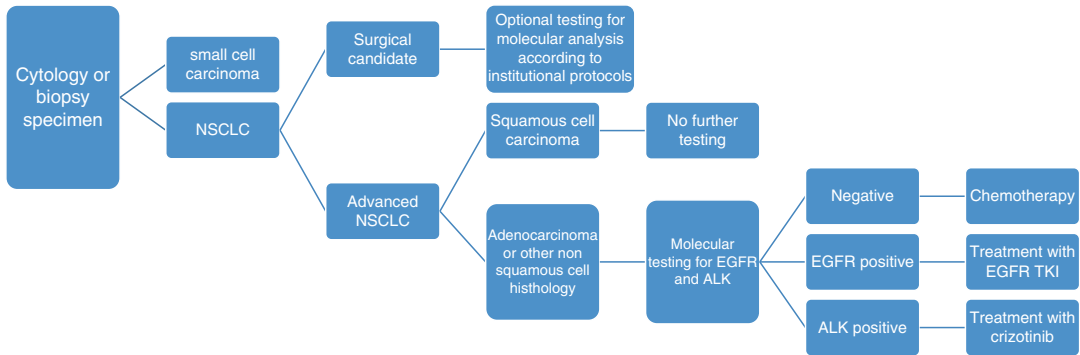 Cytology or
biopsy
specimen
small cell
carcinoma
NSCLC
Surgical
candidate
Optional testing for
molecular analysis
according to
institutional protocols
Advanced
NSCLC
Squamous cell
carcinoma
No further
testing
Adenocarcinoma
or other non
squamous cell
histhology
Molecular
testing for EGFR
and ALK
Negative
Chemotherapy
EGFR positive
Treatment with
EGFR TKI
ALK positive
Treatment with
crizotinib